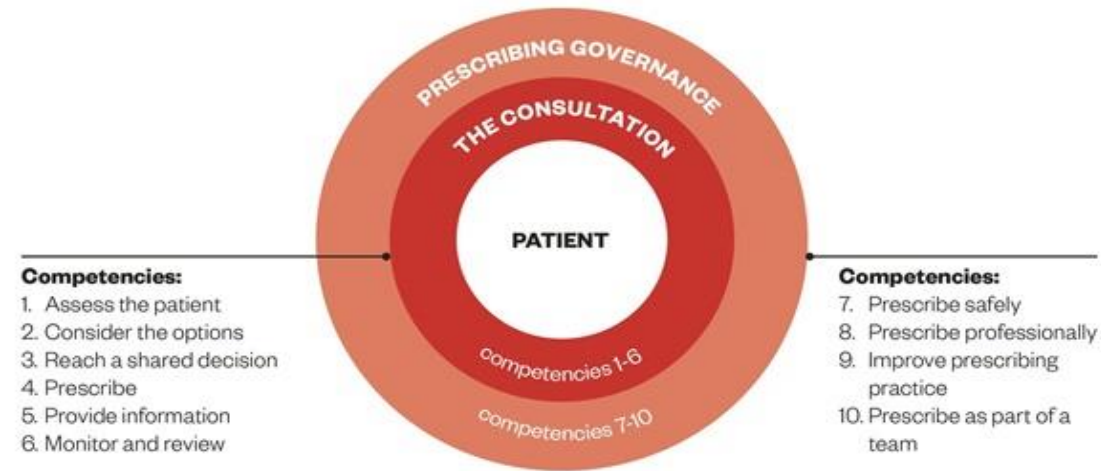 PRESCRIBING GOVERNANCE
THE CONSULTATION
PATIENT
competencies 1-6
competencies 7-10
Competencies:
1. Assess the patient
2. Consider the options
3. Reach a shared decision
4. Prescribe
5. Provide information
6. Monitor and review
Competencies:
7. Prescribe safely
8. Prescribe professionally
9. Improve prescribing
practice
10. Prescribe as part of a
team